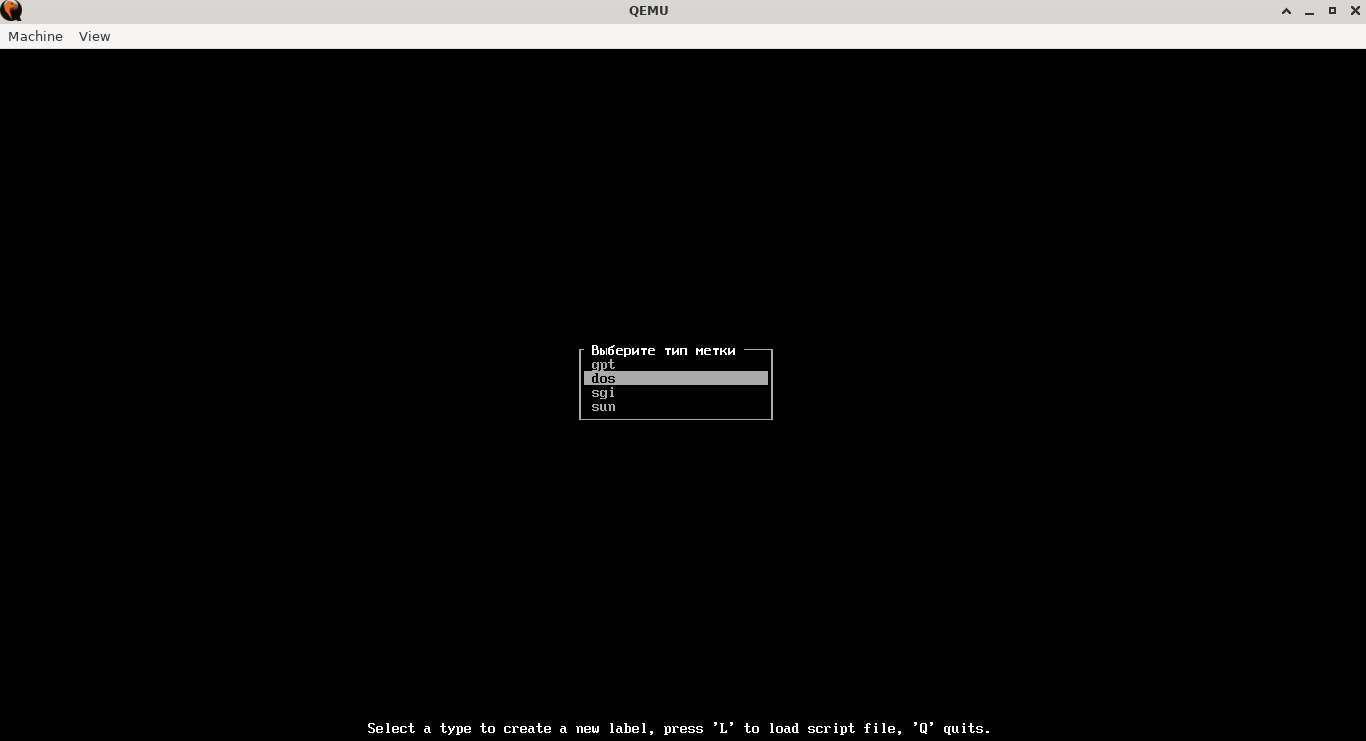 QEMU
Machine View
Выберите тип метки
gpt
dos
sgi
sun
Select a type to create a new label, press 'L' to load script file, 'Q' quits.